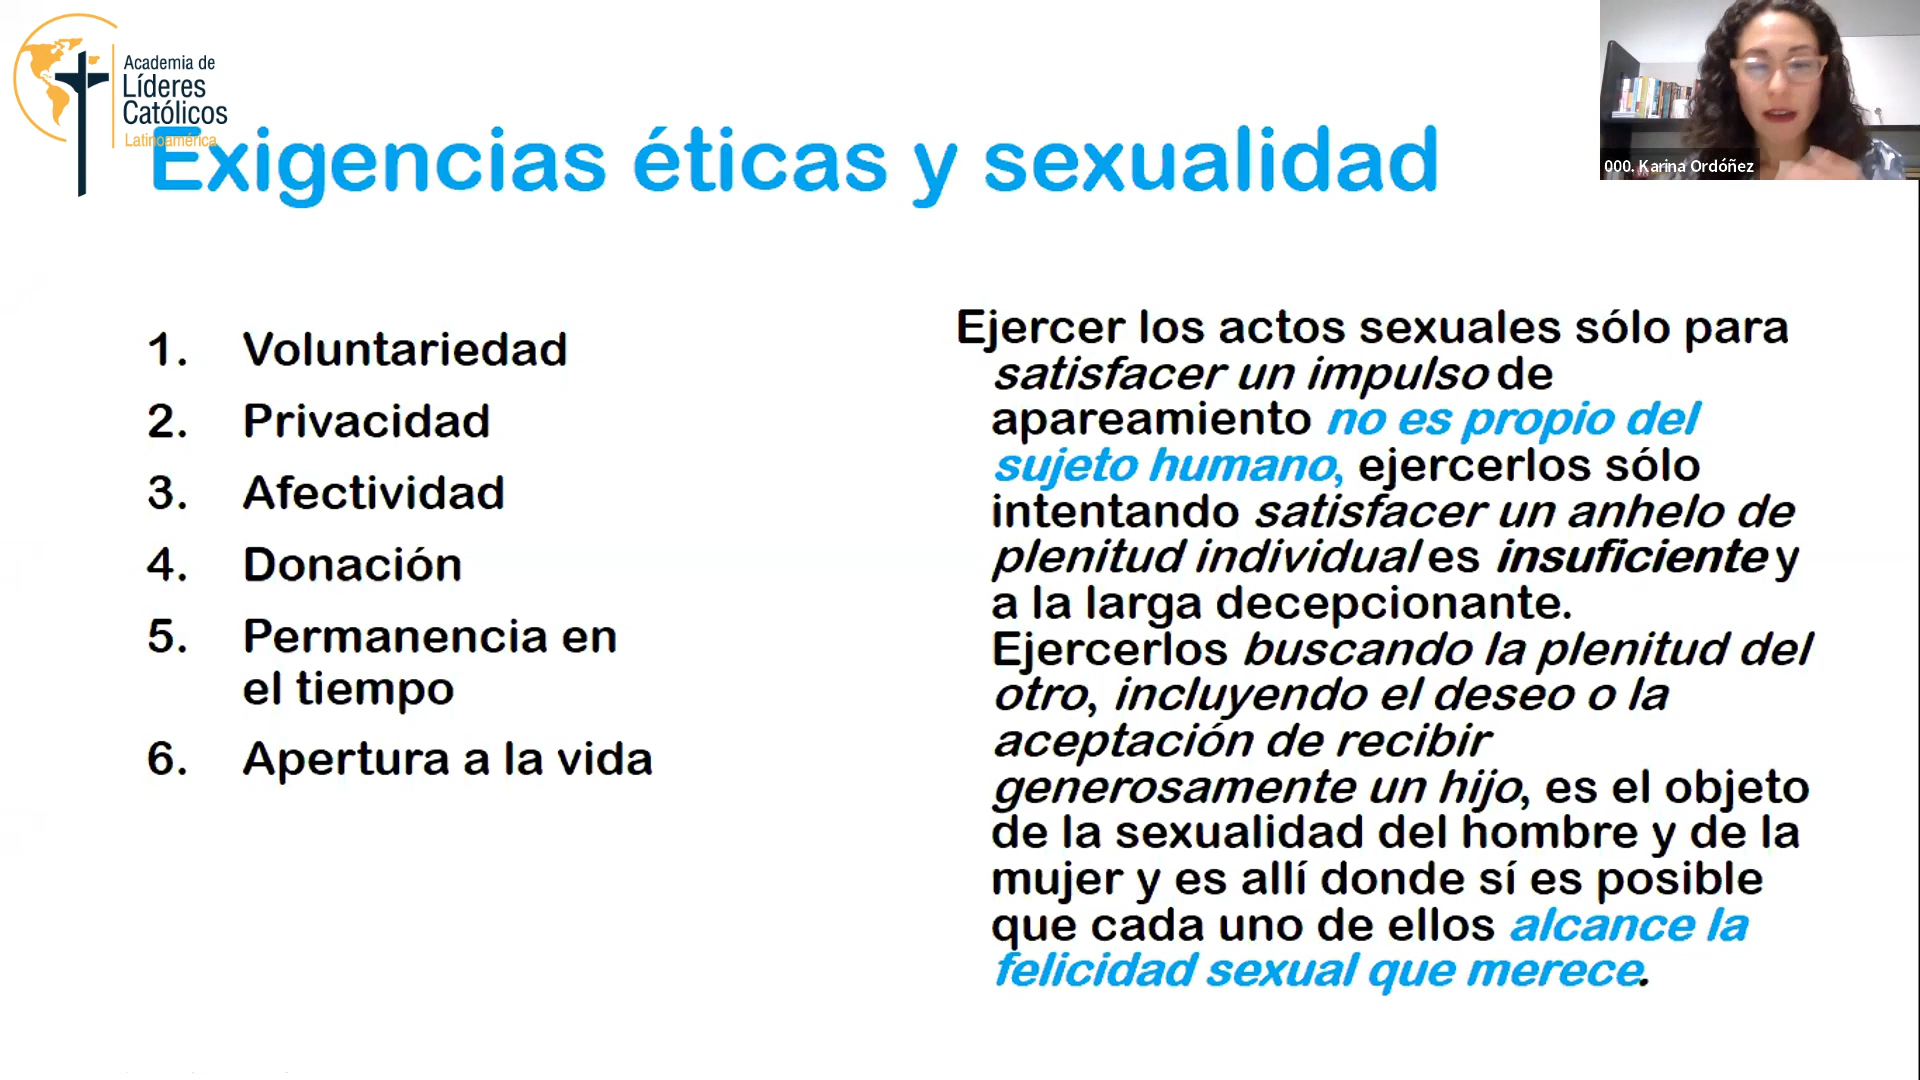 Academia de
Líderes
Católicos
Latinoamérica
Exigencias éticas y sexualidad
000. Karina Ordóñez
1. Voluntariedad
2. Privacidad
3. Afectividad
4. Donación
5. Permanencia en
el tiempo
6. Apertura a la vida
Ejercer los actos sexuales sólo para
satisfacer un impulso de
apareamiento no es propio del
sujeto humano, ejercerlos sólo
intentando satisfacer un anhelo de
plenitud individual es insuficiente y
a la larga decepcionante.
Ejercerlos buscando la plenitud del
otro, incluyendo el deseo o la
aceptación de recibir
generosamente un hijo, es el objeto
de la sexualidad del hombre y de la
mujer y es allí donde sí es posible
que cada uno de ellos alcance la
felicidad sexual que merece.